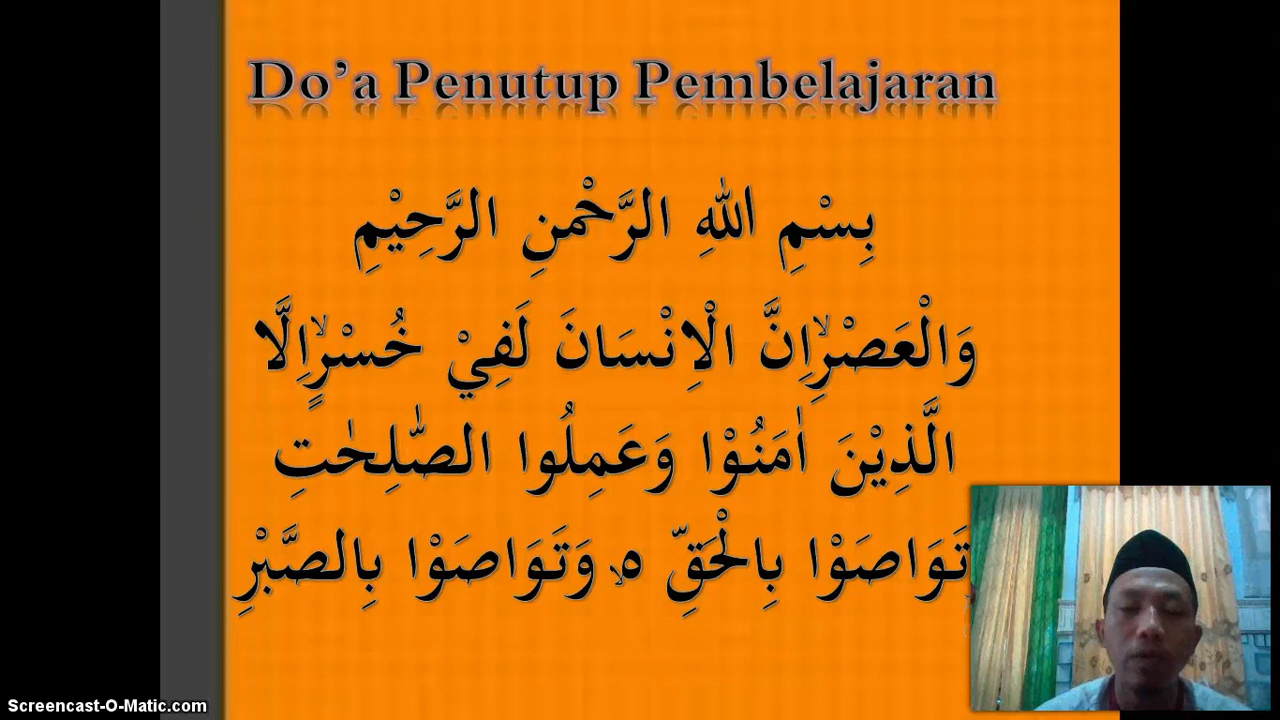 Do'a Penutup Pembelajaran
بِسْمِ اللهِ الرَّحْمنِ الرَّحِيْمِ
وَالْعَصْرِۙاِنَّ الْاِنْسَانَ لَفِيْ خُسْرٍۙاِلَّا
الَّذِيْنَ اٰمَنُوْا وَعَمِلُوا الصّٰلِحٰتِ
تَوَاصَوْا بِالْحَقِّ ەۙ وَتَوَاصَوْا بِالصَّبْرِ
Screencast-O-Matic.com